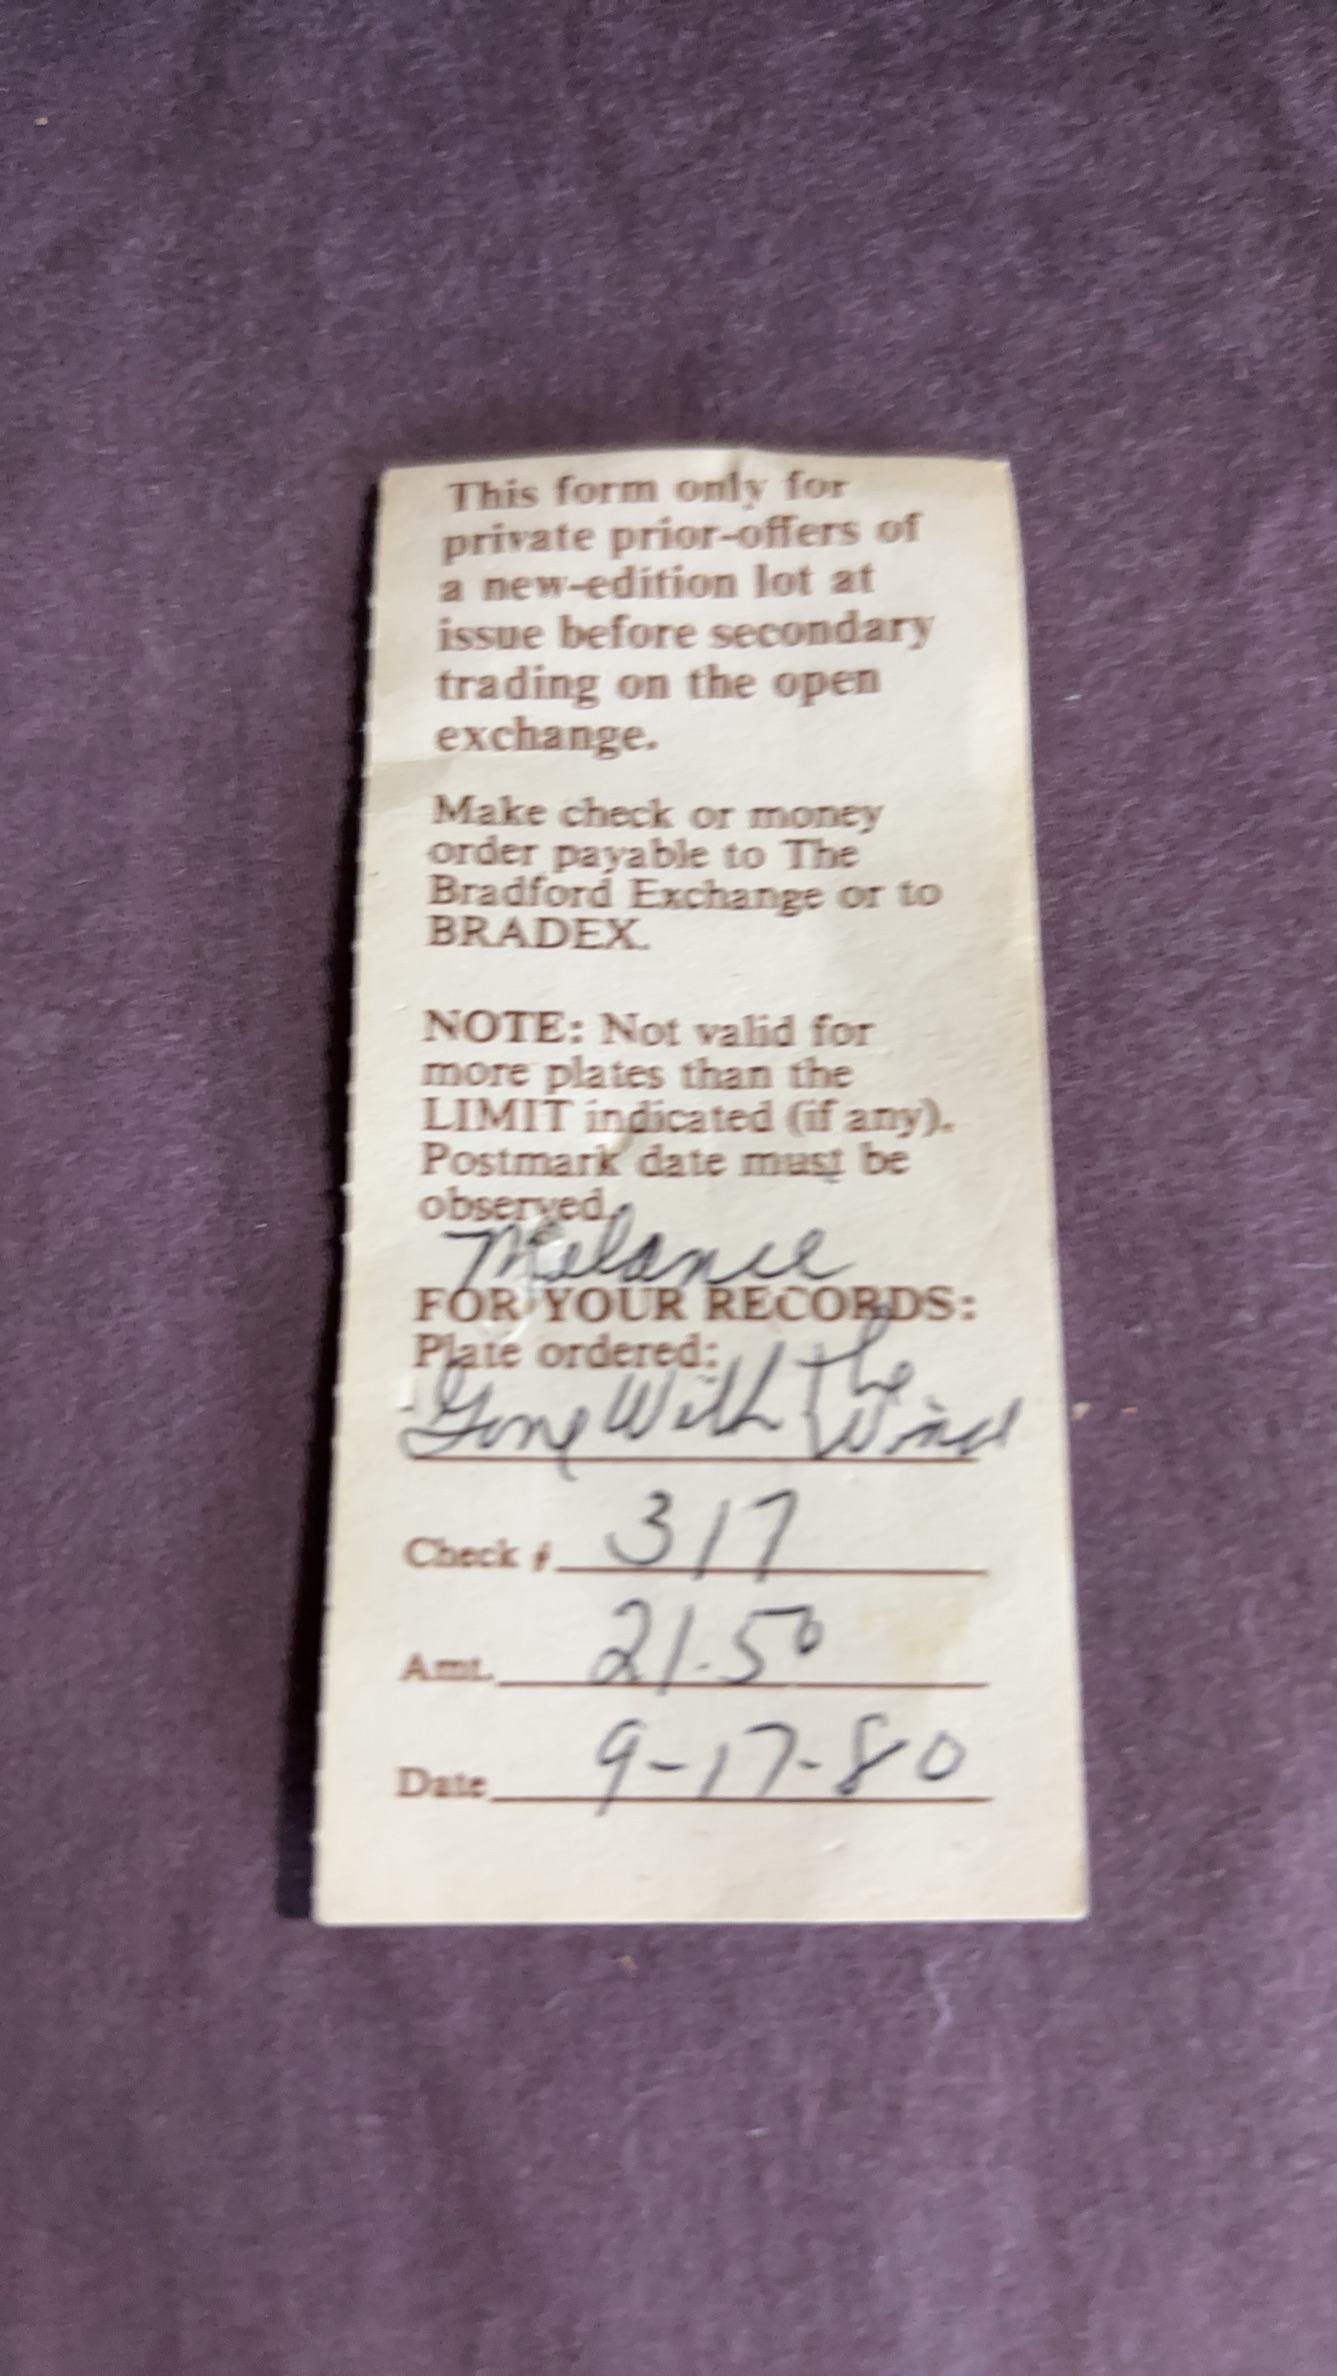 This form only for
private prior-offers of
a new-edition lot at
issue before secondary
trading on the open
exchange.
Make check or money
order payable to The
Bradford Exchange or to
BRADEX.
NOTE: Not valid for
more plates than the
LIMIT indicated (if any).
Postmark date must be
observed.
Melanie
FOR YOUR RECORDS:
Plate ordered:
Gone With The
Wind
Check # 317
Amt. 21.50
Date 9-17-80